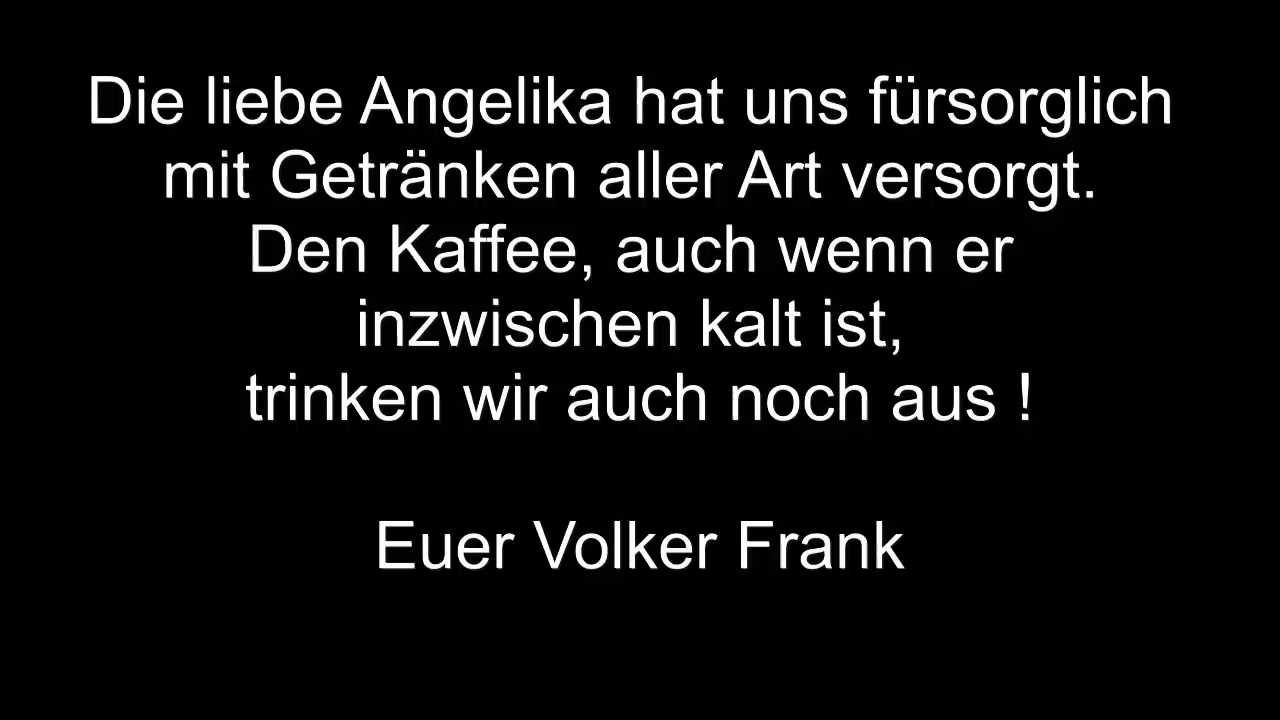 Die liebe Angelika hat uns fürsorglich
mit Getränken aller Art versorgt.
Den Kaffee, auch wenn er
inzwischen kalt ist,
trinken wir auch noch aus !
Euer Volker Frank